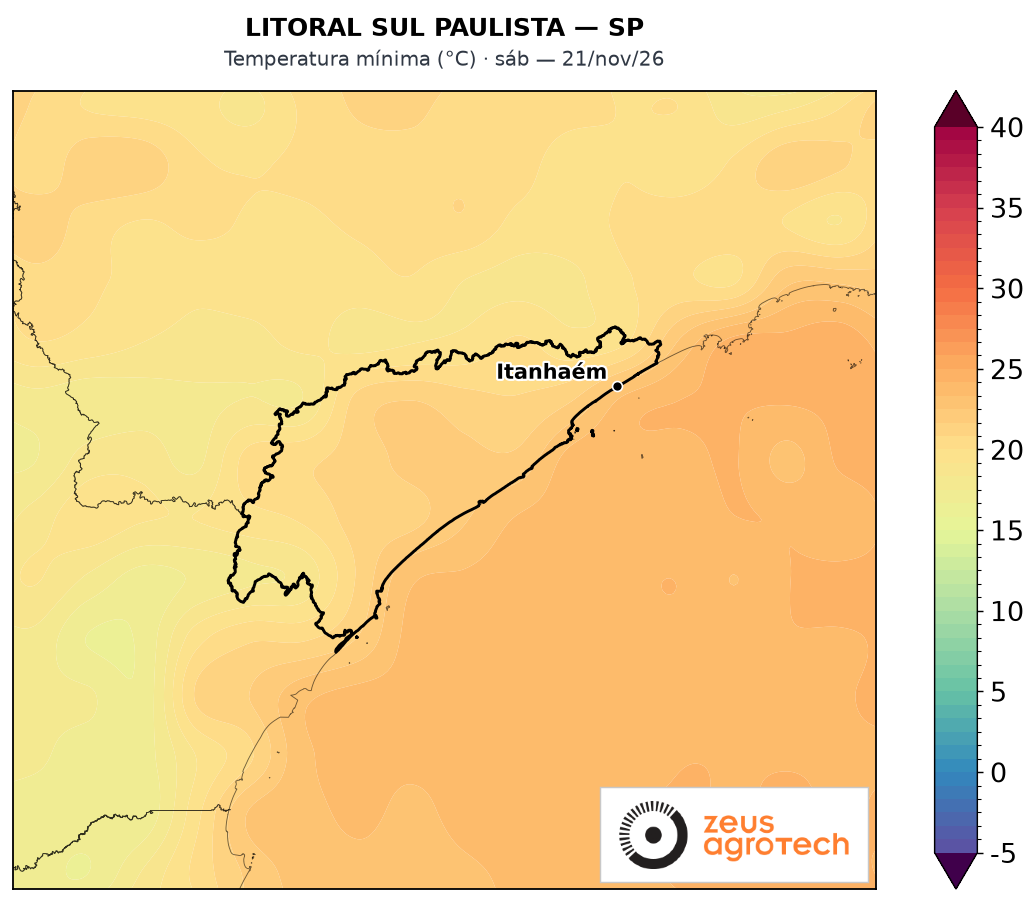 LITORAL SUL PAULISTA — SP
Temperatura mínima (°C) · sáb — 21/nov/26
Itanhaém
40
35
30
25
20
15
10
5
0
-5
zeus
agrotech